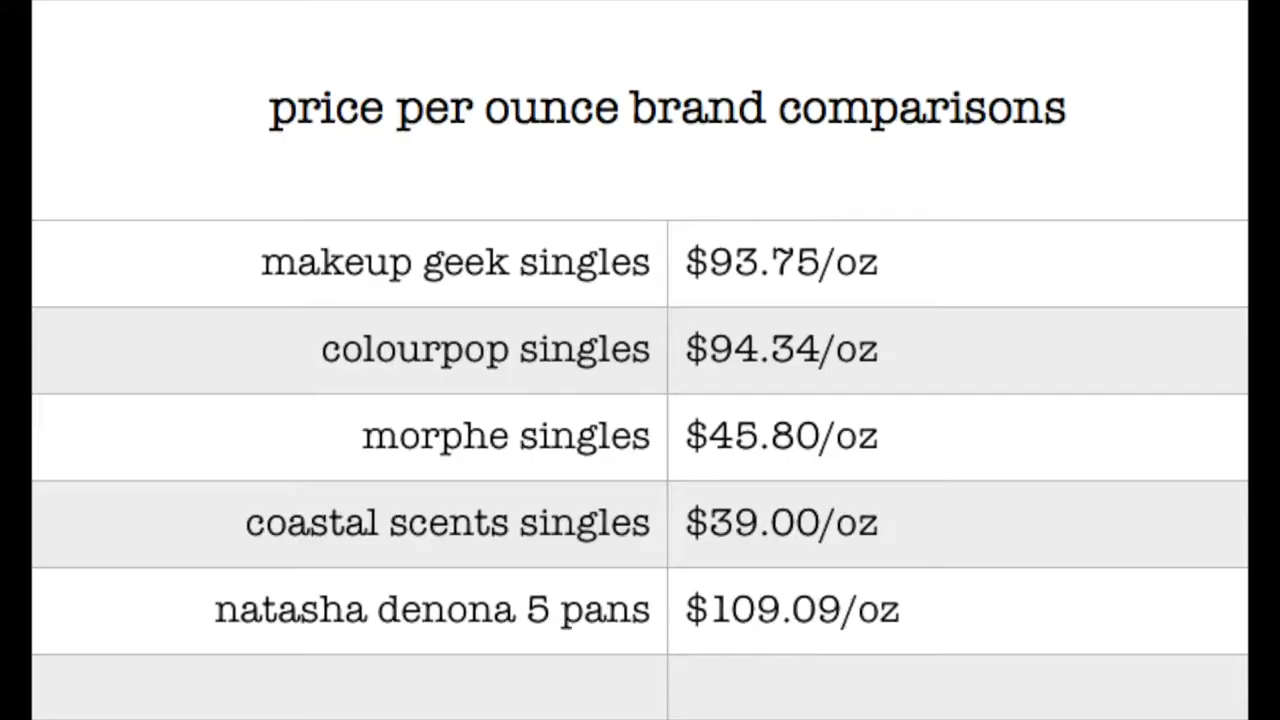 price per ounce brand comparisons
makeup geek singles $93.75/oz
colourpop singles $94.34/oz
morphe singles $45.80/oz
coastal scents singles $39.00/oz
natasha denona 5 pans $109.09/oz